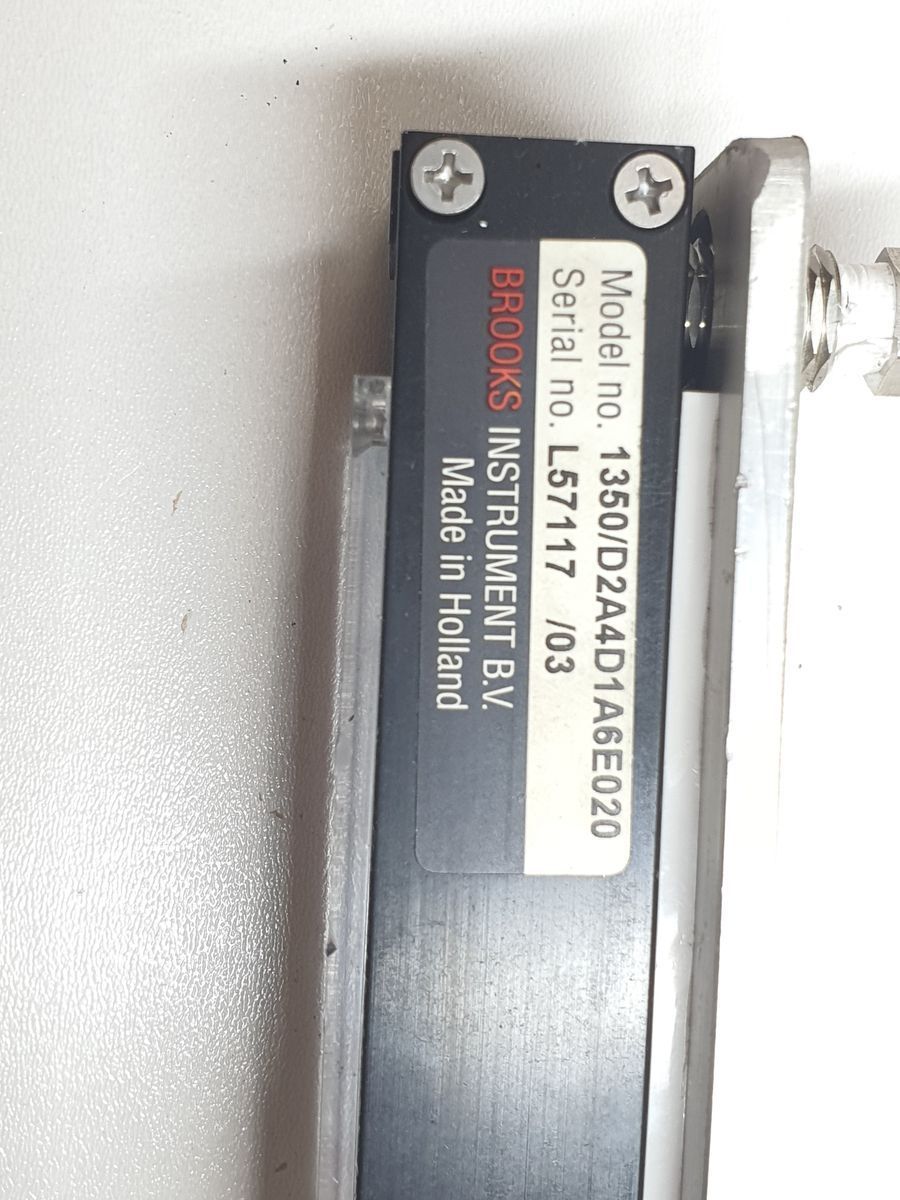 Model no. 1350/D2A4D1A6E020
Serial no. L57117 /03
BROOKS INSTRUMENT B.V.
Made in Holland